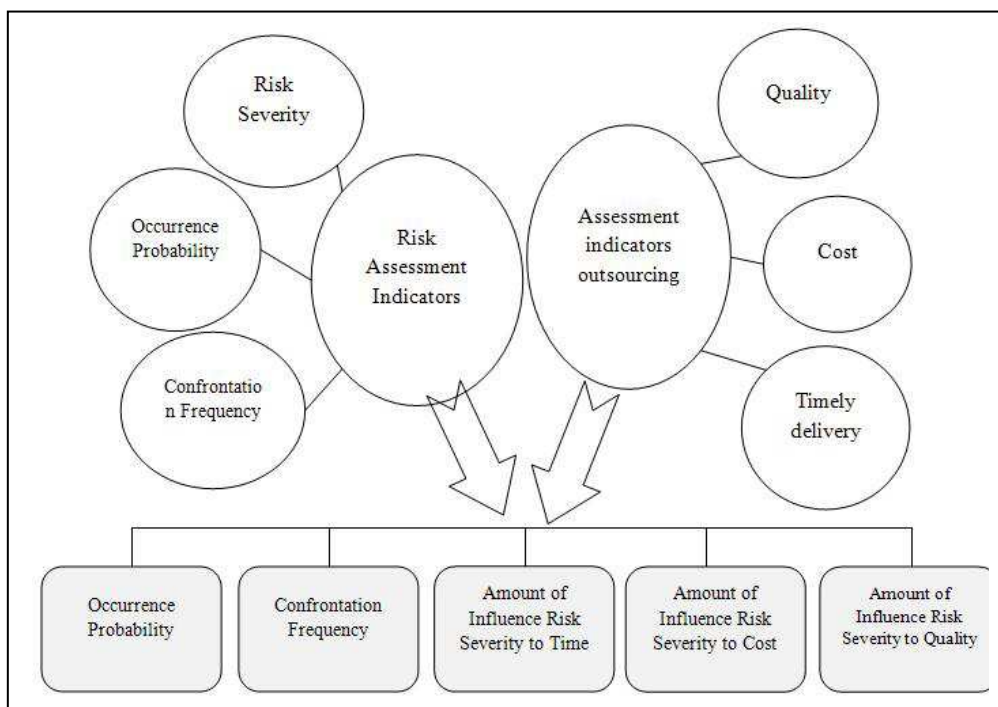 Risk
Severity
Occurrence
Probability
Confrontatio
n Frequency
Risk
Assessment
Indicators
Assessment
indicators
outsourcing
Quality
Cost
Timely
delivery
Occurrence
Probability
Confrontation
Frequency
Amount of
Influence Risk
Severity to Time
Amount of
Influence Risk
Severity to Cost
Amount of
Influence Risk
Severity to Quality